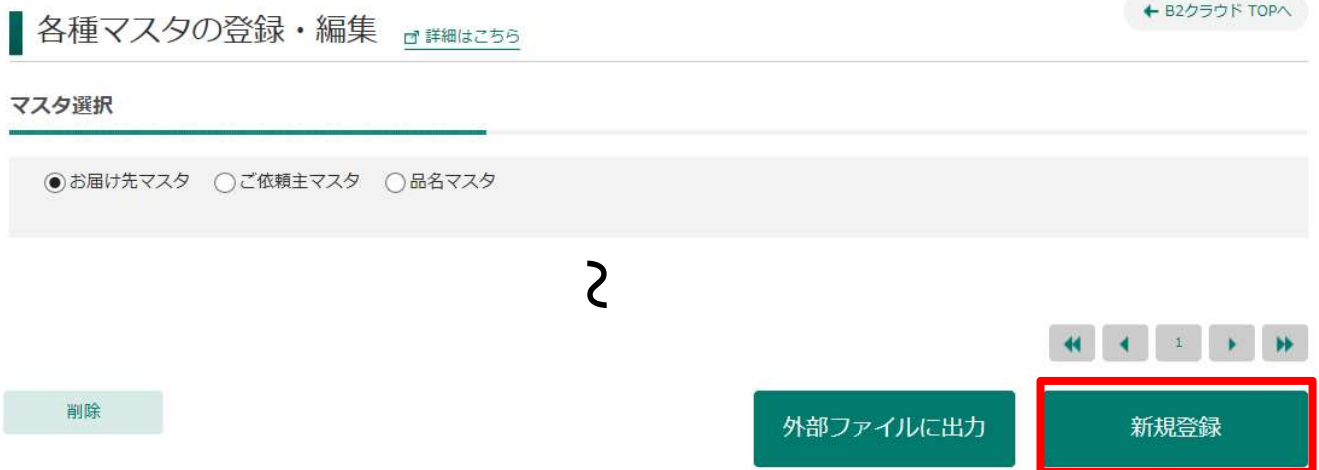 ← B2クラウド TOPへ
各種マスタの登録・編集 詳細はこちら
マスタ選択
お届け先マスタ ご依頼主マスタ 品名マスタ
1
削除 外部ファイルに出力 新規登録